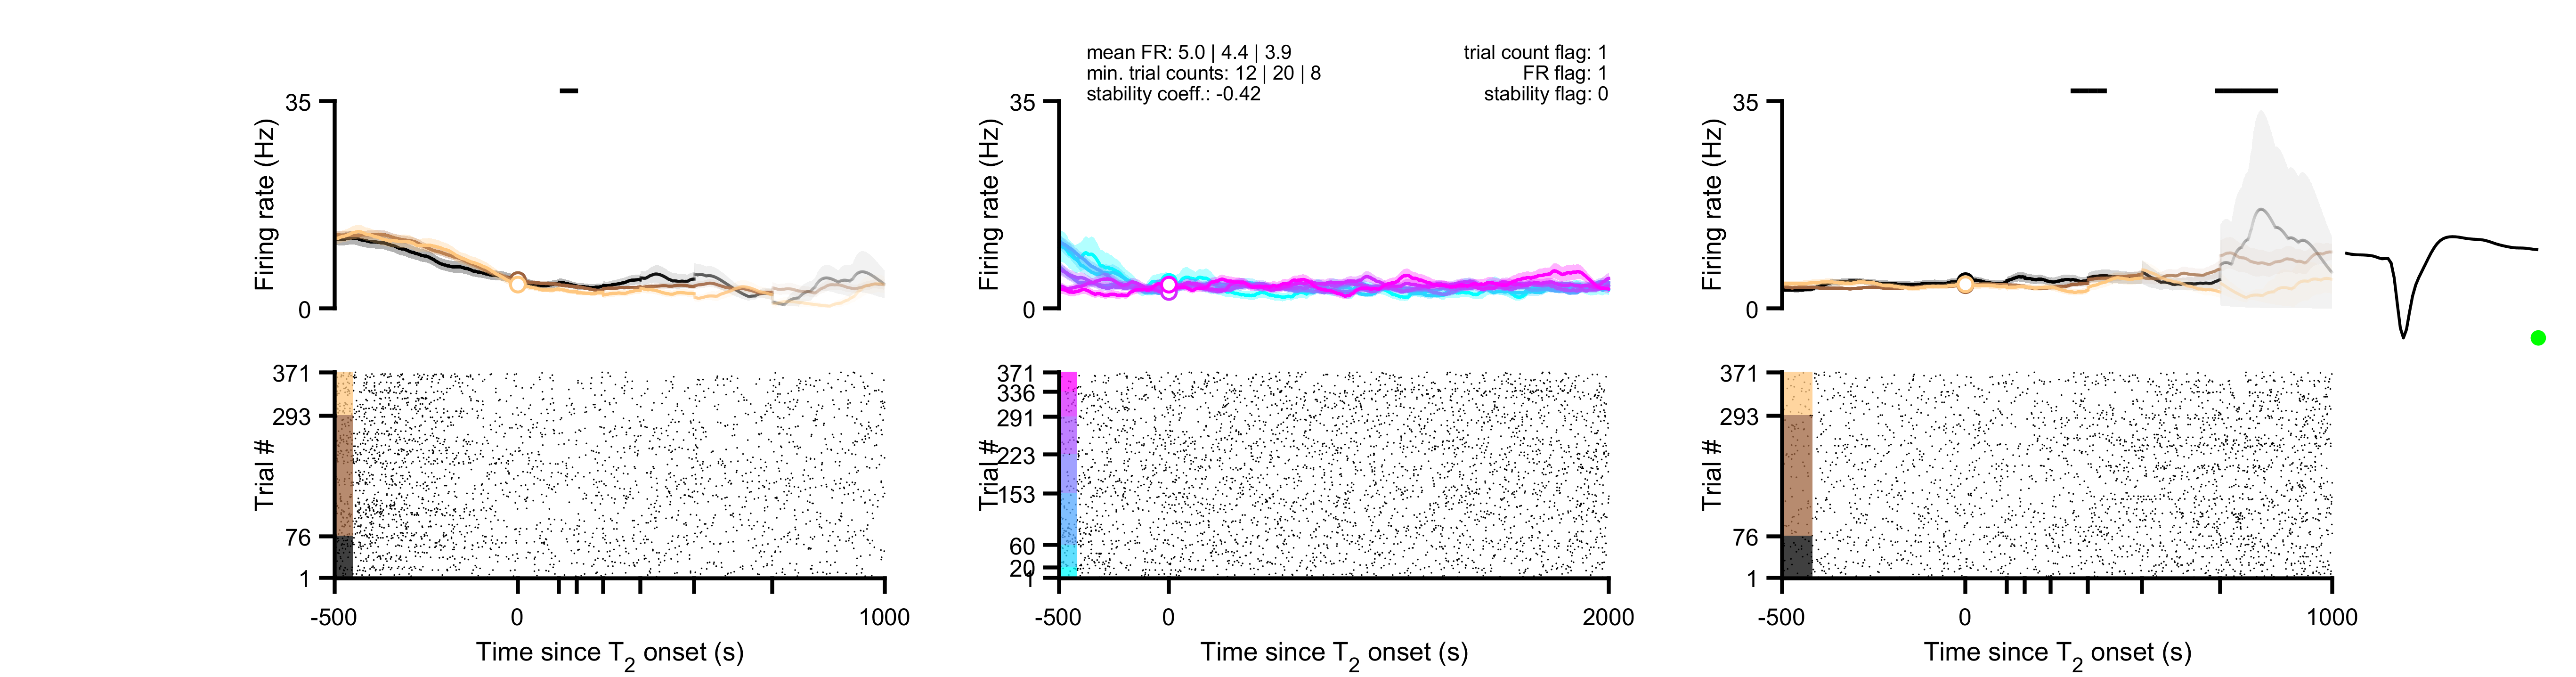 mean FR: 5.0 | 4.4 | 3.9
min. trial counts: 12 | 20 | 8
stability coeff.: -0.42
trial count flag: 1
FR flag: 1
stability flag: 0
35
Firing rate (Hz)
0
371
293
Trial #
76
1
-500
0
1000
Time since T2 onset (s)
35
Firing rate (Hz)
0
371
336
291
223
Trial #
153
60
20
1
-500
0
2000
Time since T2 onset (s)
35
Firing rate (Hz)
0
371
293
Trial #
76
1
-500
0
1000
Time since T2 onset (s)